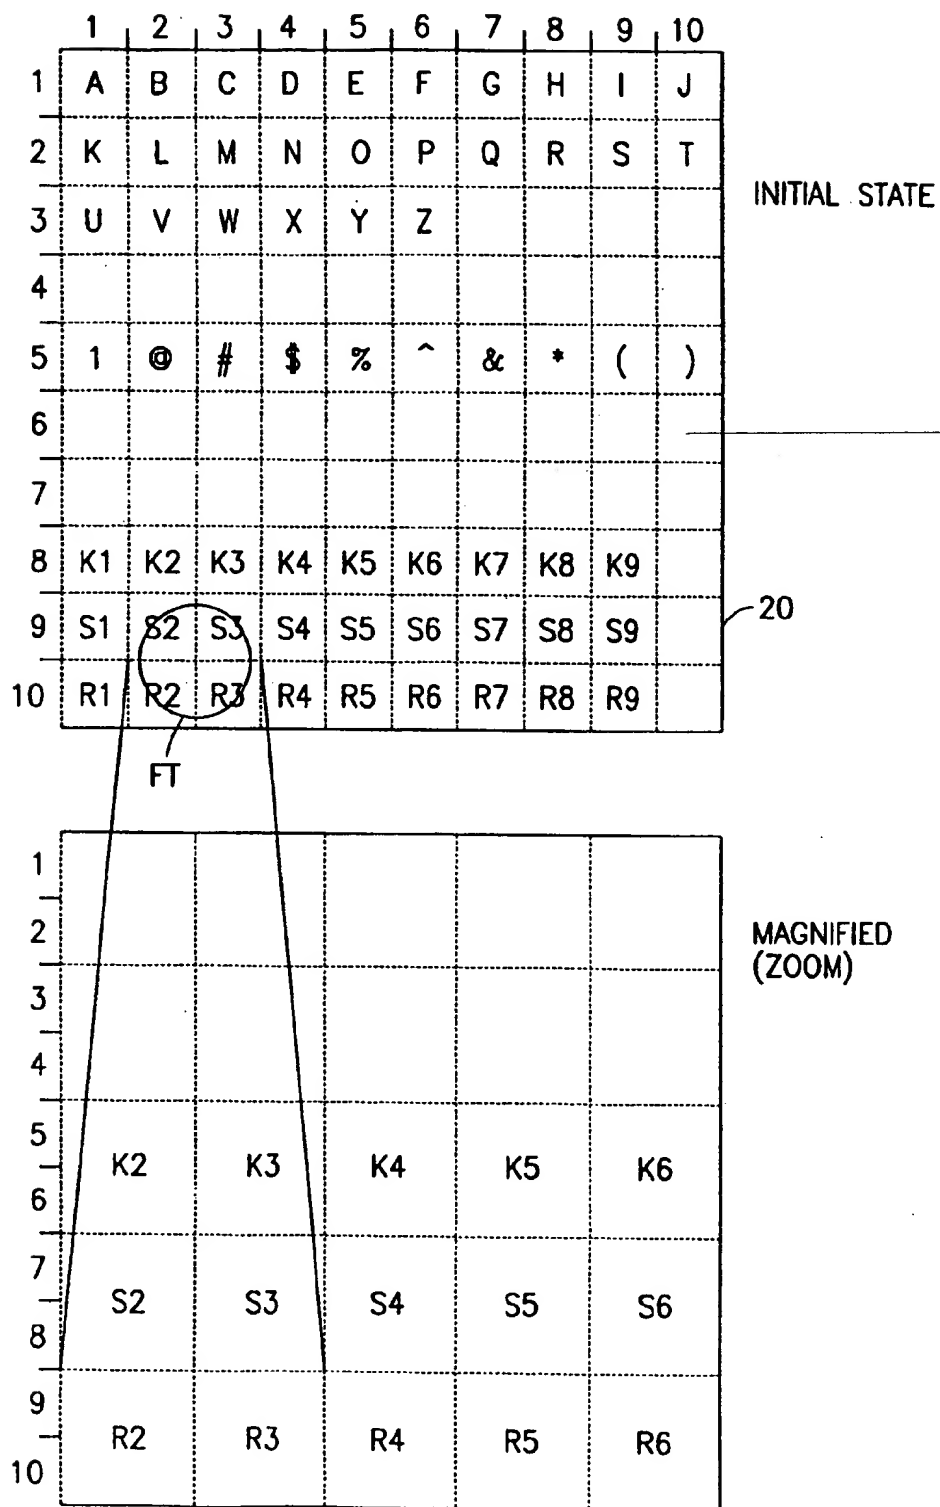 1 2 3 4 5 6 7 8 9 10
1 A B C D E F G H I J
2 K L M N O P Q R S T
INITIAL STATE
3 U V W X Y Z
4
5 1 @ # $ % ^ & * ( )
6
7
8 K1 K2 K3 K4 K5 K6 K7 K8 K9
9 S1 S2 S3 S4 S5 S6 S7 S8 S9
20
10 R1 R2 R3 R4 R5 R6 R7 R8 R9
FT
1
2
MAGNIFIED
(ZOOM)
3
4
5
K2 K3 K4 K5 K6
6
7
S2 S3 S4 S5 S6
8
9
R2 R3 R4 R5 R6
10